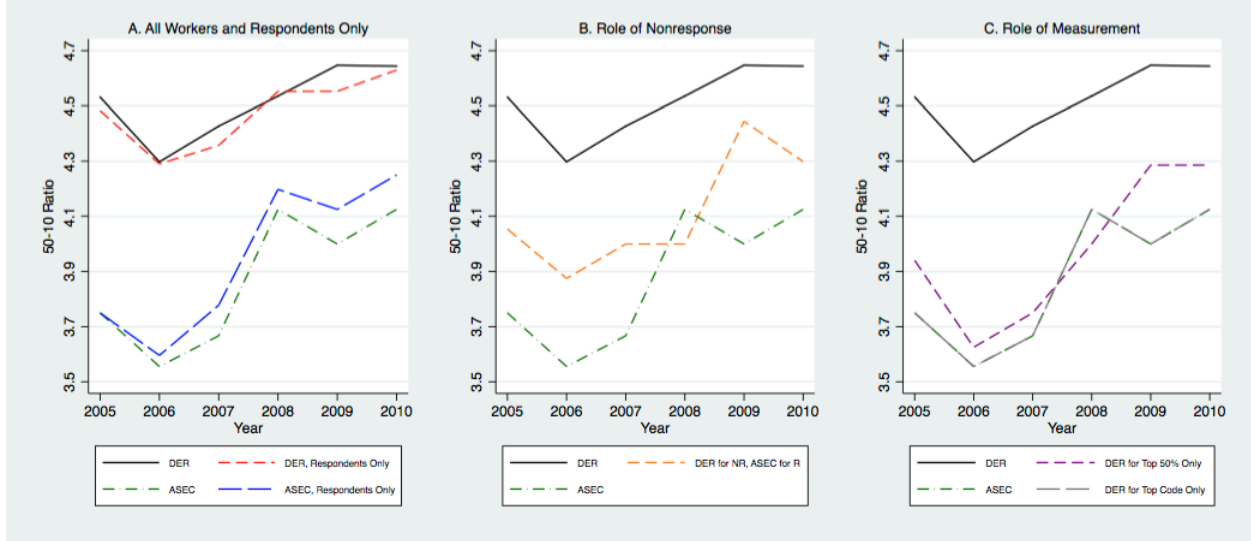 A. All Workers and Respondents Only
50-10 Ratio
4.7
4.5
4.3
4.1
3.9
3.7
3.5
2005 2006 2007 2008 2009 2010
Year
DER
DER, Respondents Only
ASEC
ASEC, Respondents Only
B. Role of Nonresponse
50-10 Ratio
4.7
4.5
4.3
4.1
3.9
3.7
3.5
2005 2006 2007 2008 2009 2010
Year
DER
DER for NR, ASEC for R
ASEC
C. Role of Measurement
50-10 Ratio
4.7
4.5
4.3
4.1
3.9
3.7
3.5
2005 2006 2007 2008 2009 2010
Year
DER
DER for Top 50% Only
ASEC
DER for Top Code Only